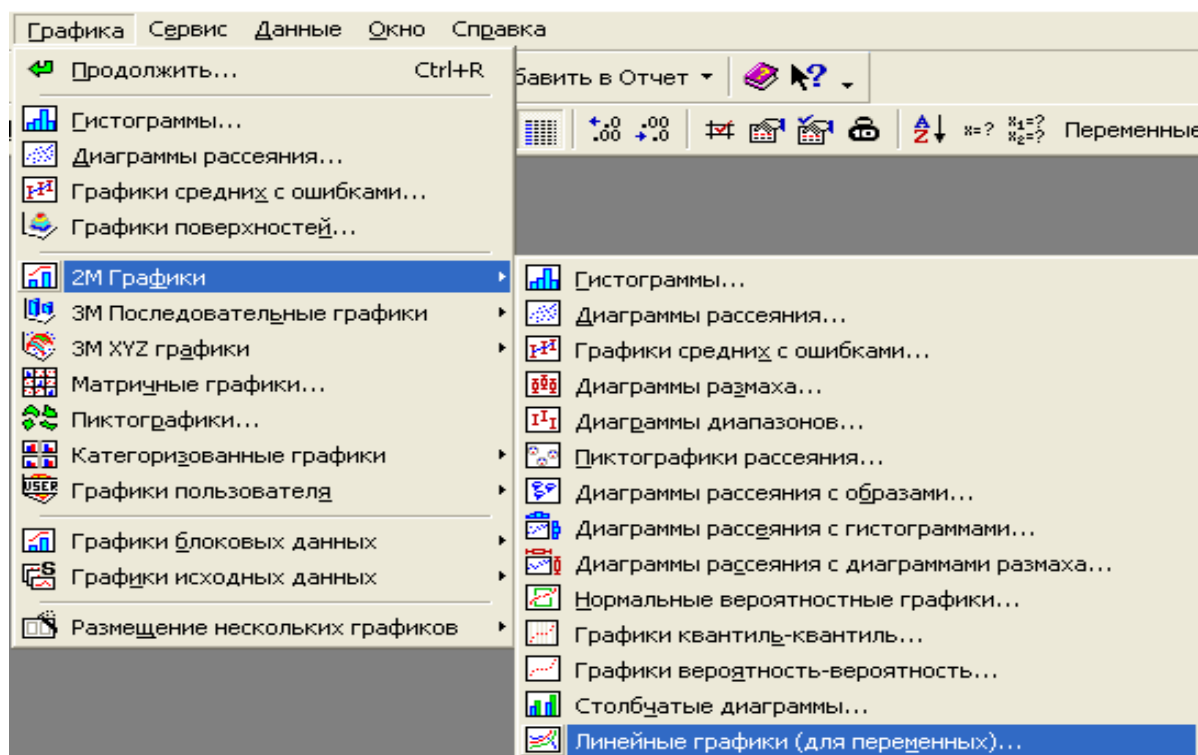 Графика Сервис Данные Окно Справка
Продолжить... Ctrl+R
бавить в Отчет
Гистограммы...
x=? x1=? x2=? Переменные
Диаграммы рассеяния...
Графики средних с ошибками...
Графики поверхностей...
2М Графики
3М Последовательные графики
3М XYZ графики
Матричные графики...
Пиктографики...
Категоризованные графики
USER Графики пользователя
Графики блоковых данных
Графики исходных данных
Размещение нескольких графиков
Гистограммы...
Диаграммы рассеяния...
Графики средних с ошибками...
Диаграммы размаха...
Диаграммы диапазонов...
Пиктографики рассеяния...
Диаграммы рассеяния с образами...
Диаграммы рассеяния с гистограммами...
Диаграммы рассеяния с диаграммами размаха...
Нормальные вероятностные графики...
Графики квантиль-квантиль...
Графики вероятность-вероятность...
Столбчатые диаграммы...
Линейные графики (для переменных)...